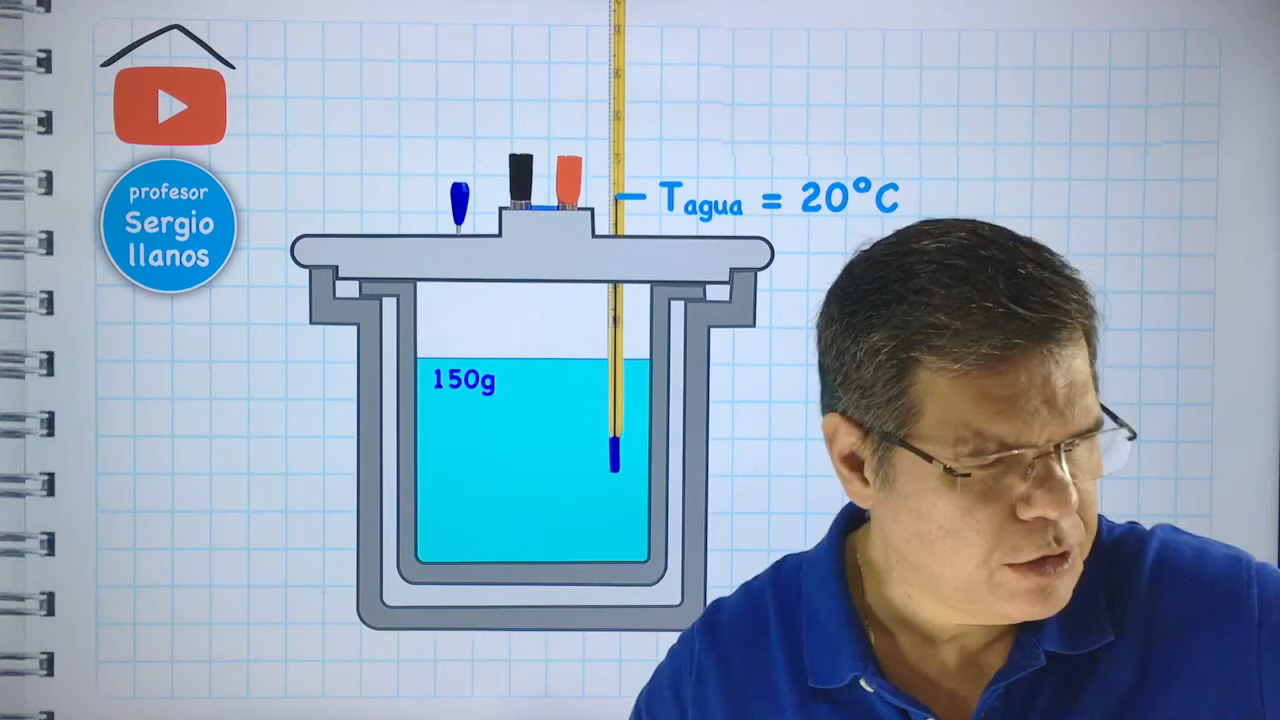 profesor
Sergio
llanos
Tagua = 20°C
150g